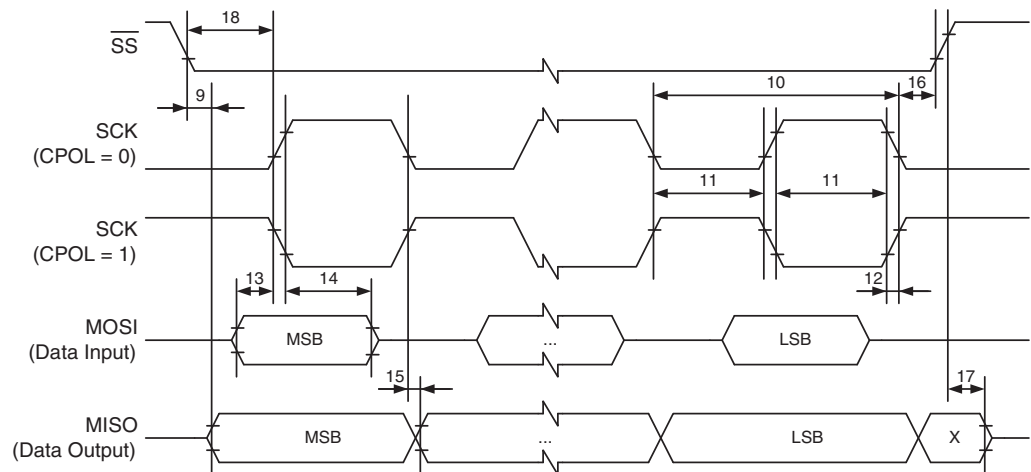 18
SS
9
10
16
SCK
(CPOL = 0)
11
11
SCK
(CPOL = 1)
13
14
12
MOSI
(Data Input)
MSB
...
LSB
15
17
MISO
(Data Output)
MSB
...
LSB
X